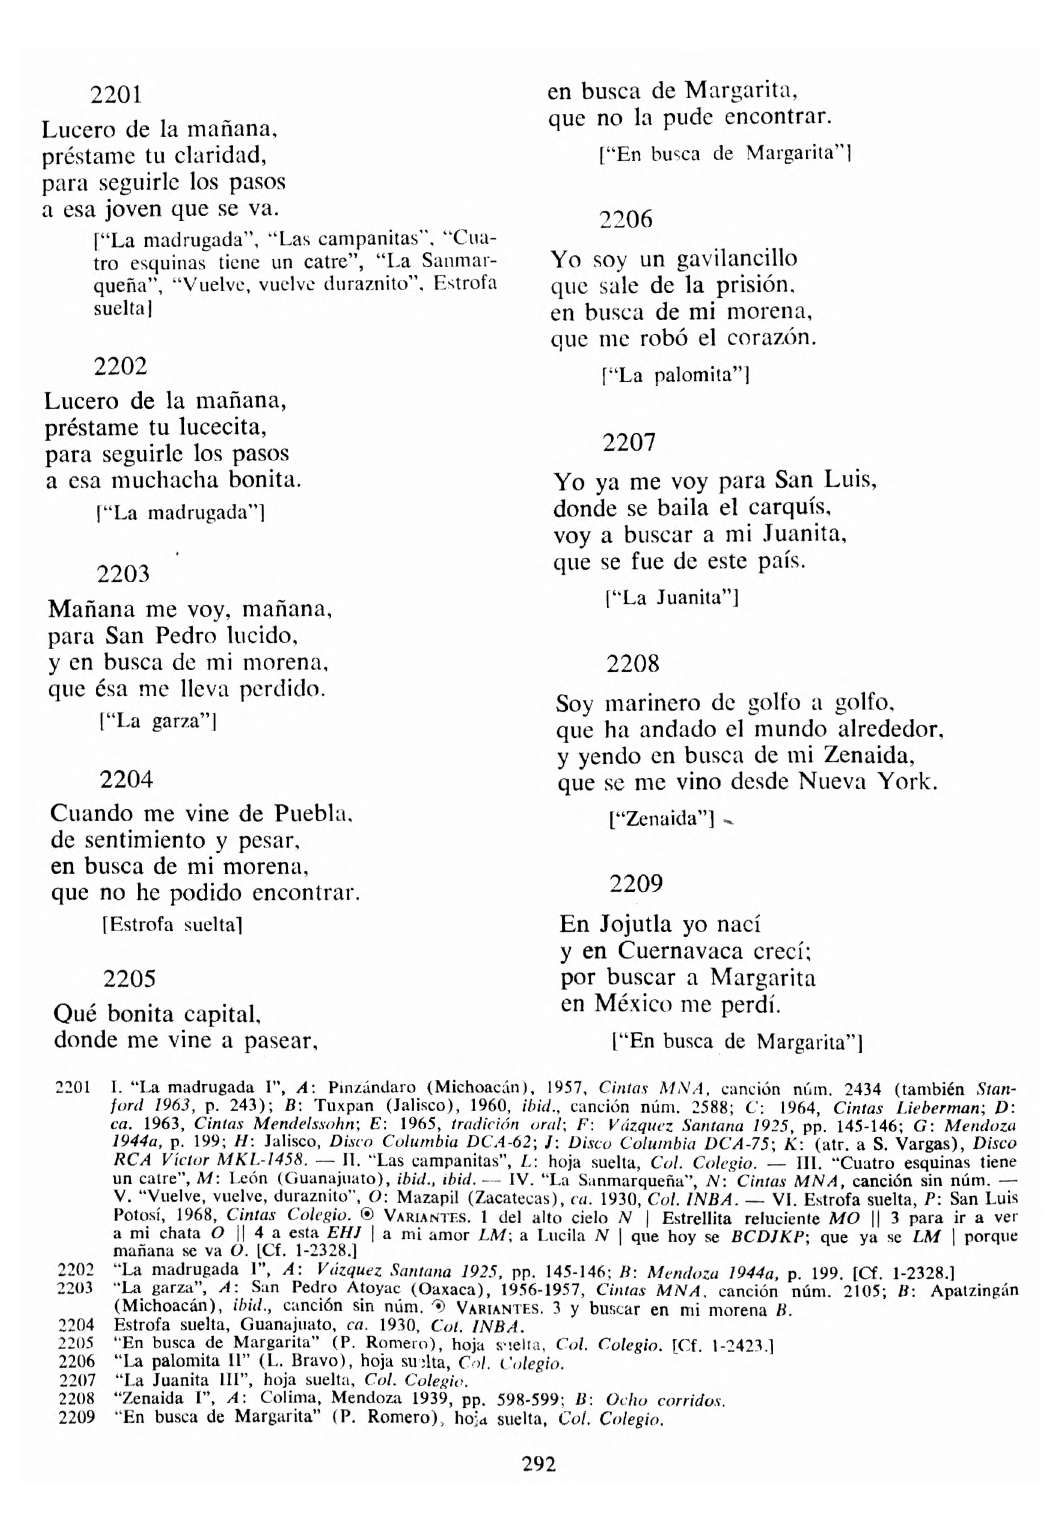 2201
Lucero de la mañana,
préstame tu claridad,
para seguirle los pasos
a esa joven que se va.
[“La madrugada”, “Las campanitas”, “Cua-
tro esquinas tiene un catre”, “La Sanmar-
queña”, “Vuelve, vuelve duraznito”. Estrofa
suelta]
2202
Lucero de la mañana,
préstame tu lucecita,
para seguirle los pasos
a esa muchacha bonita.
[“La madrugada”]
2203
Mañana me voy, mañana,
para San Pedro lucido,
y en busca de mi morena,
que ésa me lleva perdido.
[“La garza”]
2204
Cuando me vine de Puebla,
de sentimiento y pesar,
en busca de mi morena,
que no he podido encontrar.
[Estrofa suelta]
2205
Qué bonita capital,
donde me vine a pasear,
en busca de Margarita,
que no la pude encontrar.
[“En busca de Margarita”]
2206
Yo soy un gavilancillo
que sale de la prisión,
en busca de mi morena,
que me robó el corazón.
[“La palomita”]
2207
Yo ya me voy para San Luis,
donde se baila el carquís,
voy a buscar a mi Juanita,
que se fue de este país.
[“La Juanita”]
2208
Soy marinero de golfo a golfo,
que ha andado el mundo alrededor,
y yendo en busca de mi Zenaida,
que se me vino desde Nueva York.
[“Zenaida”]
2209
En Jojutla yo nací
y en Cuernavaca crecí;
por buscar a Margarita
en México me perdí.
[“En busca de Margarita”]
2201 I. “La madrugada I”, A: Pinzándaro (Michoacán), 1957, Cintas MNA, canción núm. 2434 (también Stan-
ford 1963, p. 243); B: Tuxpan (Jalisco), 1960, ibid., canción núm. 2588; C: 1964, Cintas Lieberman; D:
ca. 1963, Cintas Mendelssohn; E: 1965, tradición oral; F: Vázquez Santana 1925, pp. 145-146; G: Mendoza
1944a, p. 199; H: Jalisco, Disco Columbia DCA-62; J: Disco Columbia DCA-75; K: (atr. a S. Vargas), Disco
RCA Víctor MKL-1458. — II. “Las campanitas”, L: hoja suelta, Col. Colegio. — III. “Cuatro esquinas tiene
un catre”, M: León (Guanajuato), ibid., ibid. — IV. “La Sanmarqueña”, N: Cintas MNA, canción sin núm. —
V. “Vuelve, vuelve, duraznito”, O: Mazapil (Zacatecas), ca. 1930, Col. INBA. — VI. Estrofa suelta, P: San Luis
Potosí, 1968, Cintas Colegio. ⊙ VARIANTES. 1 del alto cielo N | Estrellita reluciente MO || 3 para ir a ver
a mi chata O || 4 a esta EHJ | a mi amor LM; a Lucila N | que hoy se BCDJKP; que ya se LM | porque
mañana se va O. [Cf. 1-2328.]
2202 “La madrugada I”, A: Vázquez Santana 1925, pp. 145-146; B: Mendoza 1944a, p. 199. [Cf. 1-2328.]
2203 “La garza”, A: San Pedro Atoyac (Oaxaca), 1956-1957, Cintas MNA, canción núm. 2105; B: Apatzingán
(Michoacán), ibid., canción sin núm. ⊙ VARIANTES. 3 y buscar en mi morena B.
2204 Estrofa suelta, Guanajuato, ca. 1930, Col. INBA.
2205 “En busca de Margarita” (P. Romero), hoja suelta, Col. Colegio. [Cf. 1-2423.]
2206 “La palomita II” (L. Bravo), hoja suelta, Col. Colegio.
2207 “La Juanita III”, hoja suelta, Col. Colegio.
2208 “Zenaida I”, A: Colima, Mendoza 1939, pp. 598-599; B: Ocho corridos.
2209 “En busca de Margarita” (P. Romero), hoja suelta, Col. Colegio.
292